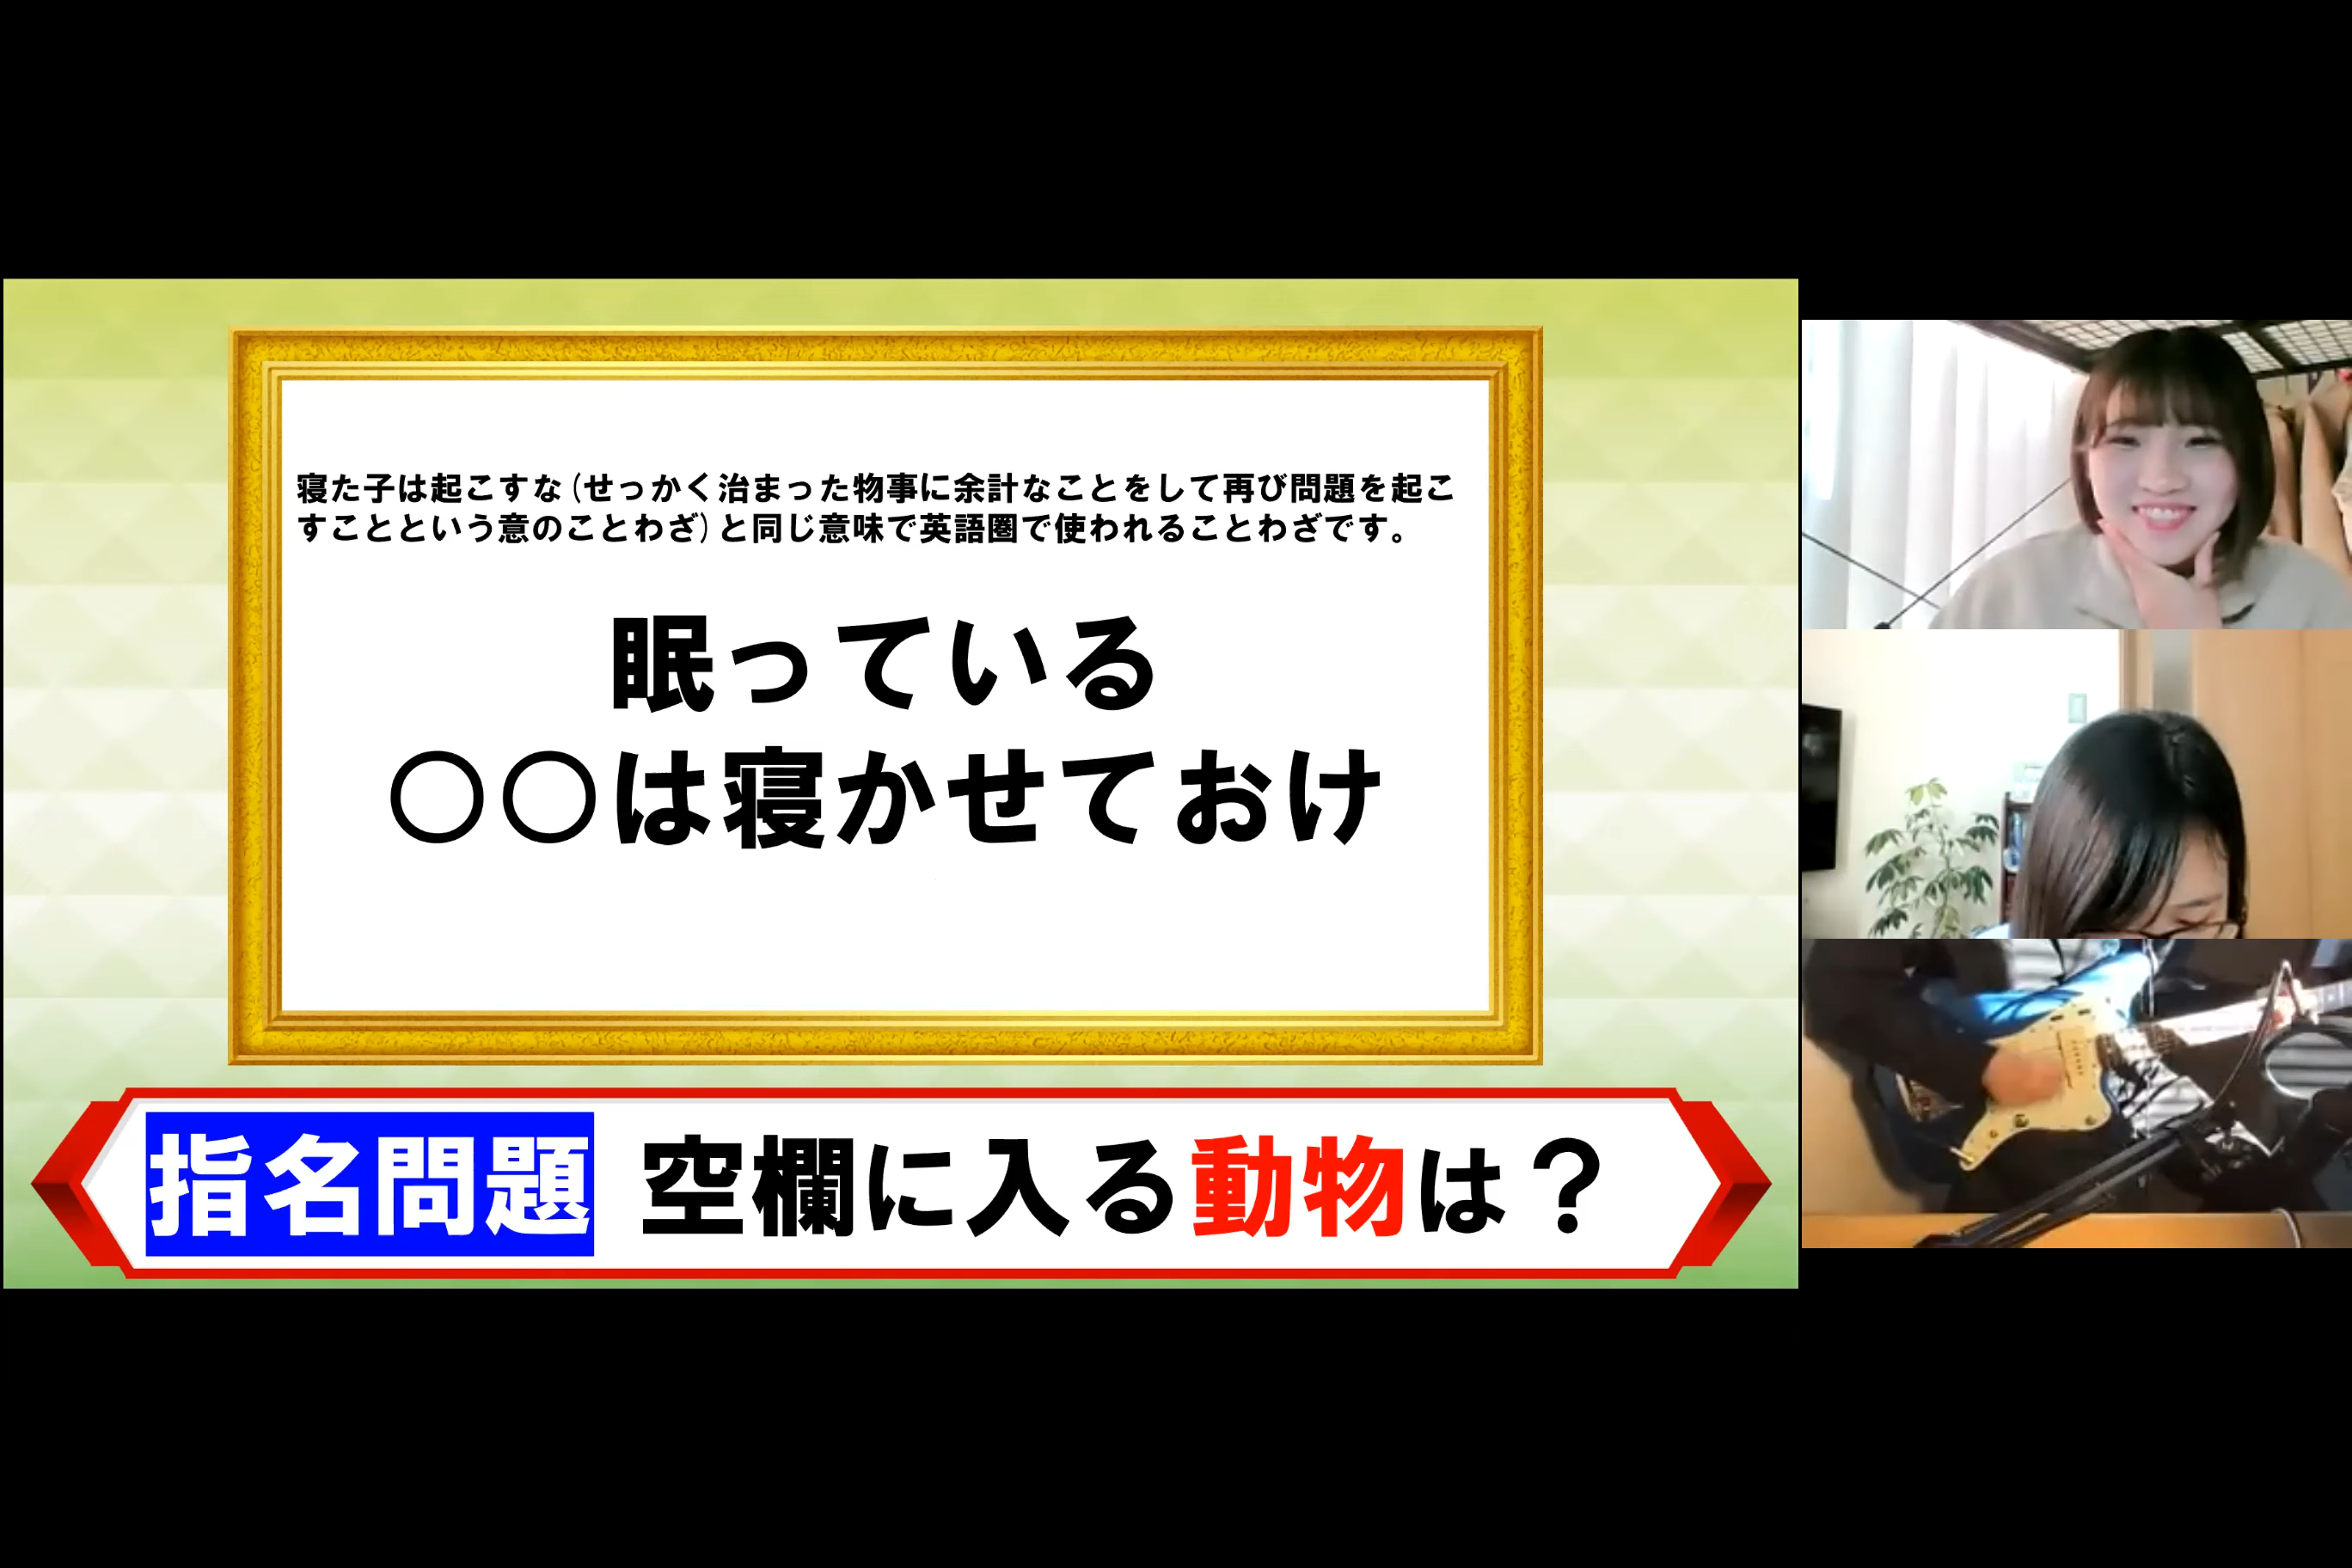 寝た子は起こすな(せっかく治まった物事に余計なことをして再び問題を起こ
すことという意のことわざ)と同じ意味で英語圏で使われることわざです。
眠っている
○○は寝かせておけ
指名問題 空欄に入る動物は？